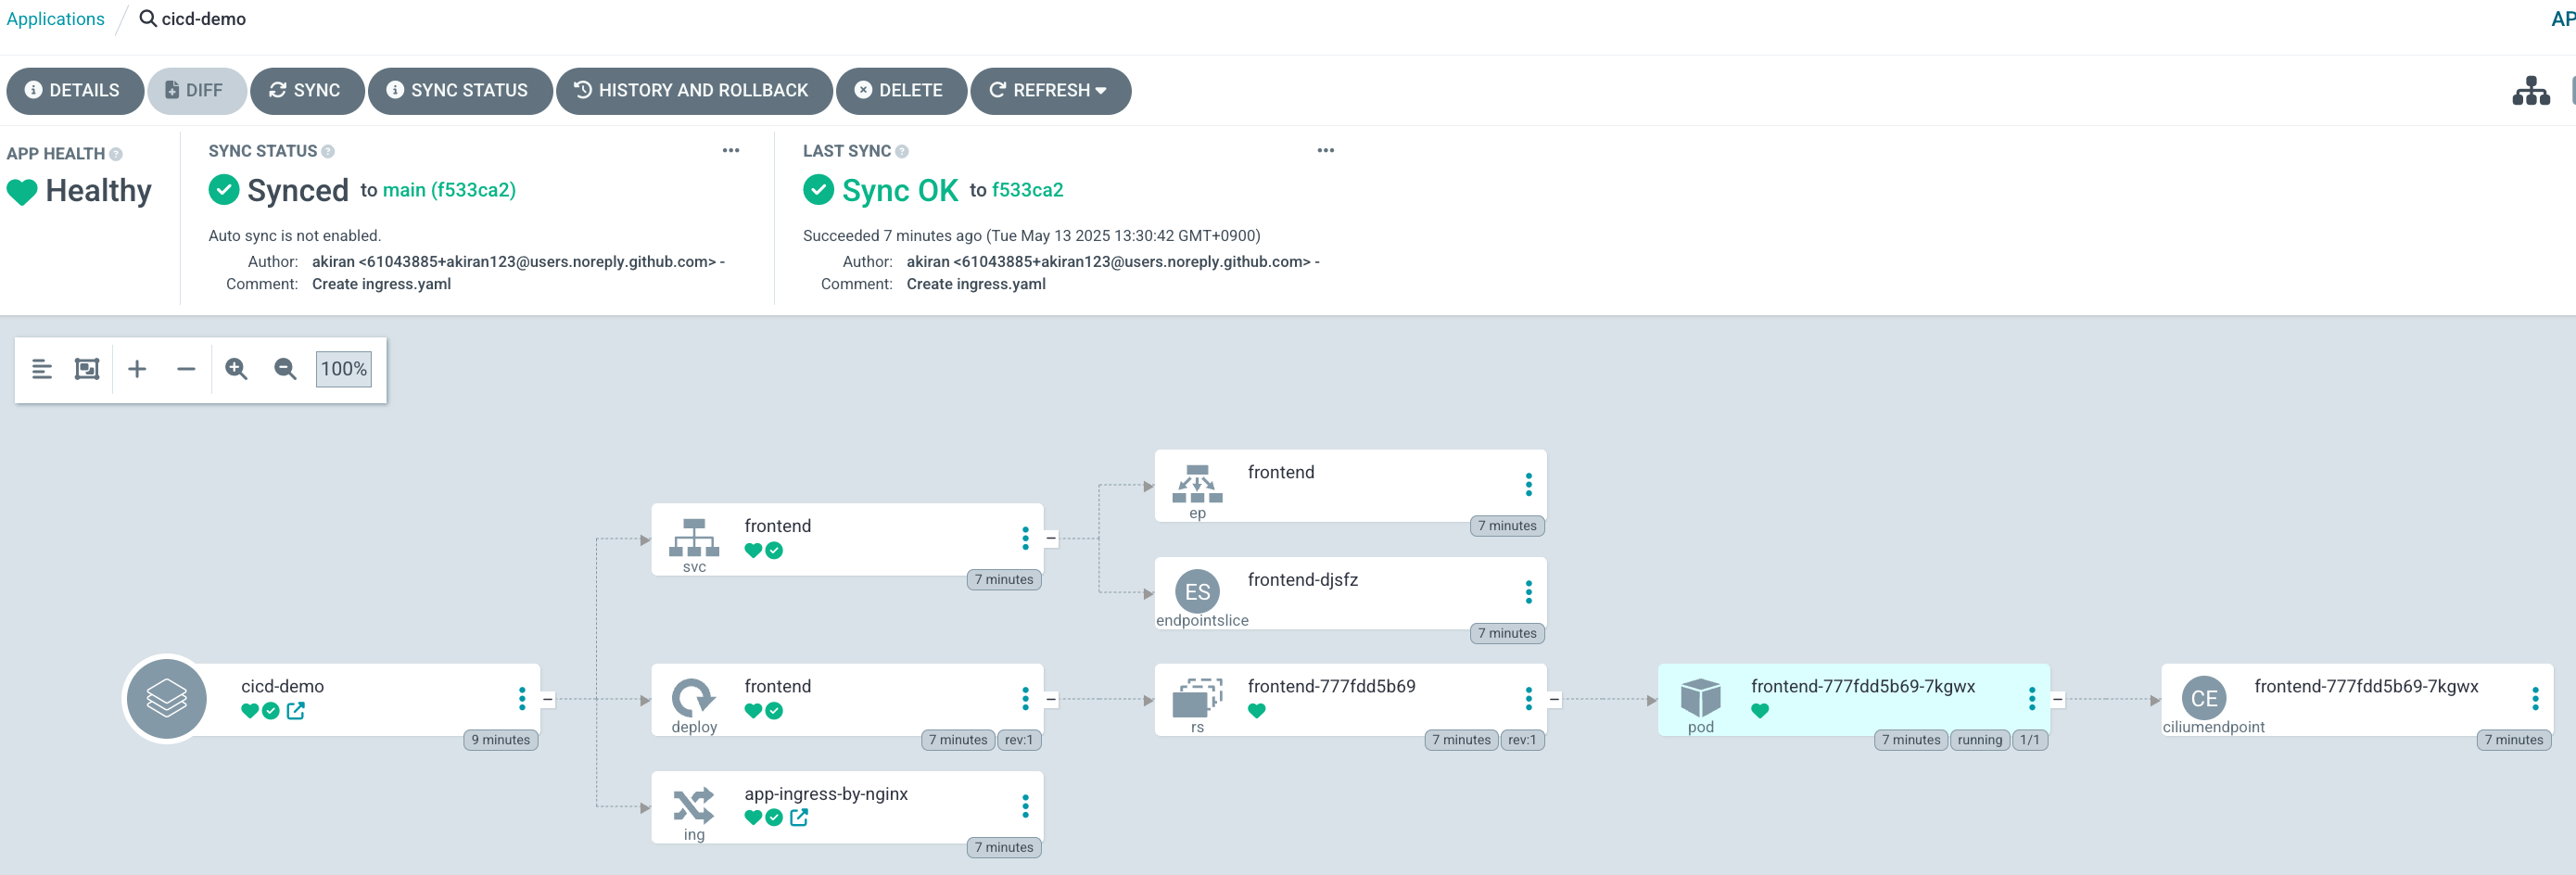 Applications / cicd-demo
AP
DETAILS DIFF SYNC SYNC STATUS HISTORY AND ROLLBACK DELETE REFRESH
APP HEALTH
Healthy
SYNC STATUS
Synced to main (f533ca2)
Auto sync is not enabled.
Author: akiran <61043885+akiran123@users.noreply.github.com> -
Comment: Create ingress.yaml
LAST SYNC
Sync OK to f533ca2
Succeeded 7 minutes ago (Tue May 13 2025 13:30:42 GMT+0900)
Author: akiran <61043885+akiran123@users.noreply.github.com> -
Comment: Create ingress.yaml
100%
frontend
ep
7 minutes
frontend
svc
7 minutes
ES
frontend-djsfz
endpointslice
7 minutes
cicd-demo
9 minutes
frontend
deploy
7 minutes rev:1
frontend-777fdd5b69
rs
7 minutes rev:1
frontend-777fdd5b69-7kgwx
pod
7 minutes running 1/1
CE
frontend-777fdd5b69-7kgwx
ciliumendpoint
7 minutes
app-ingress-by-nginx
ing
7 minutes